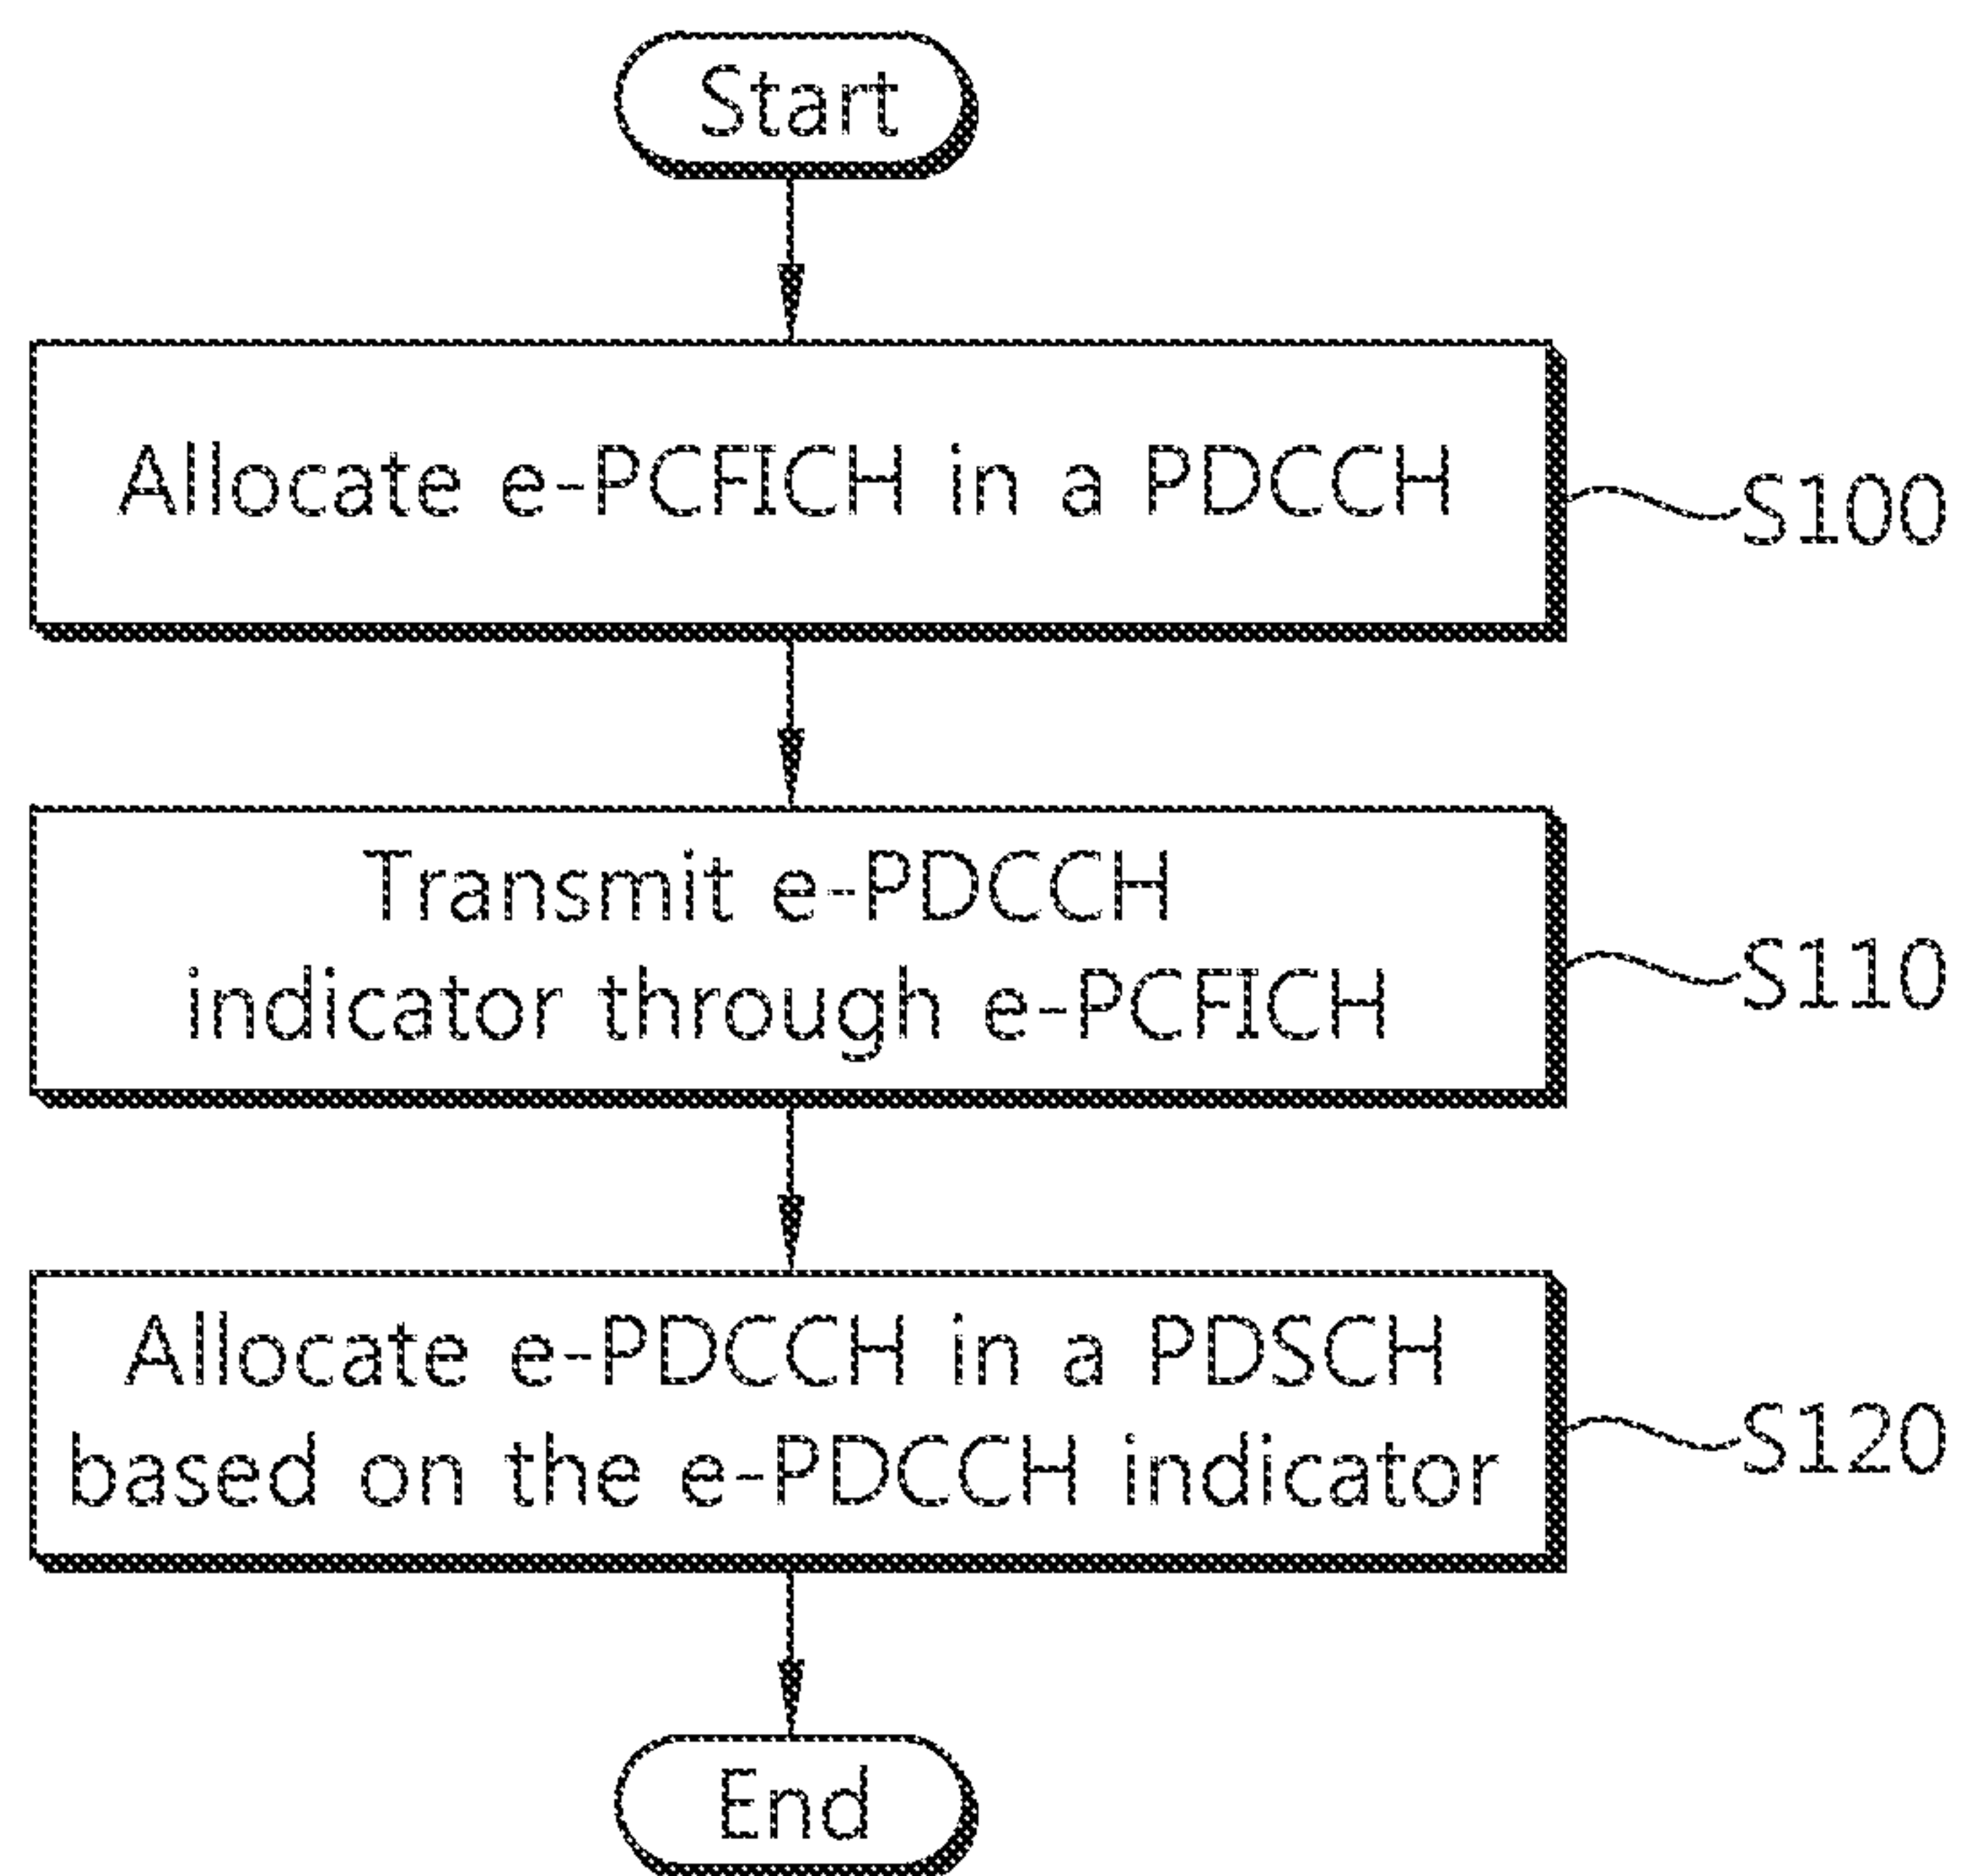 Start
Allocate e-PCFICH in a PDCCH
S100
Transmit e-PDCCH
indicator through e-PCFICH
S110
Allocate e-PDCCH in a PDSCH
based on the e-PDCCH indicator
S120
End